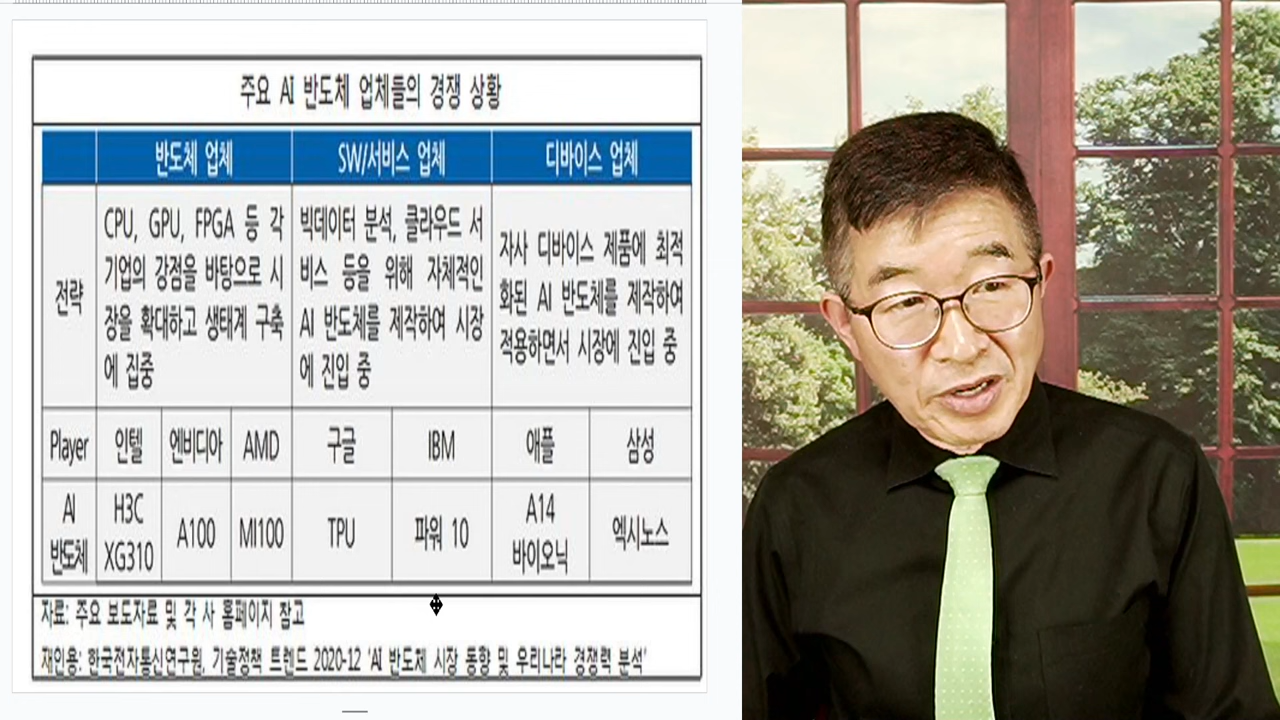 주요 AI 반도체 업체들의 경쟁 상황
반도체 업체
SW/서비스 업체
디바이스 업체
전략
CPU, GPU, FPGA 등 각
기업의 강점을 바탕으로 시
장을 확대하고 생태계 구축
에 집중
빅데이터 분석, 클라우드 서
비스 등을 위해 자체적인
AI 반도체를 제작하여 시장
에 진입 중
자사 디바이스 제품에 최적
화된 AI 반도체를 제작하여
적용하면서 시장에 진입 중
Player
인텔
엔비디아
AMD
구글
IBM
애플
삼성
AI
반도체
H3C
XG310
A100
MI100
TPU
파워 10
A14
바이오닉
엑시노스
자료: 주요 보도자료 및 각 사 홈페이지 참고
재인용: 한국전자통신연구원, 기술정책 트렌드 2020-12 'AI 반도체 시장 동향 및 우리나라 경쟁력 분석'